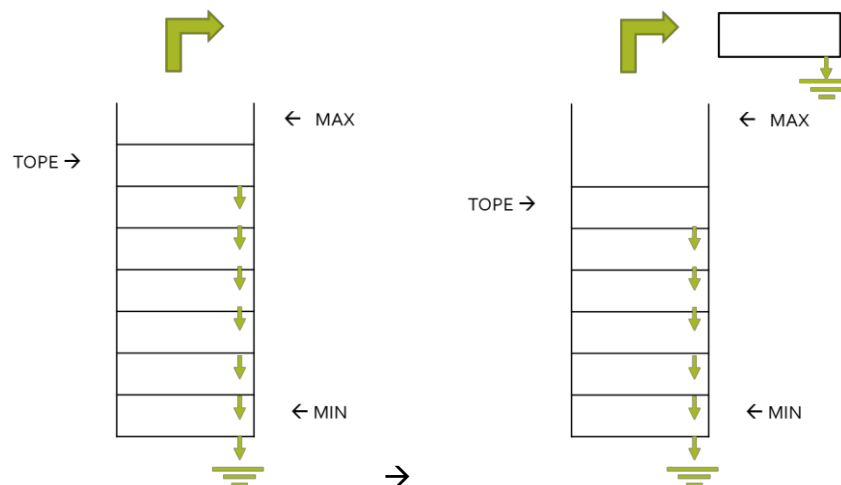 ← MAX
TOPE →
← MIN
→
← MAX
TOPE →
← MIN